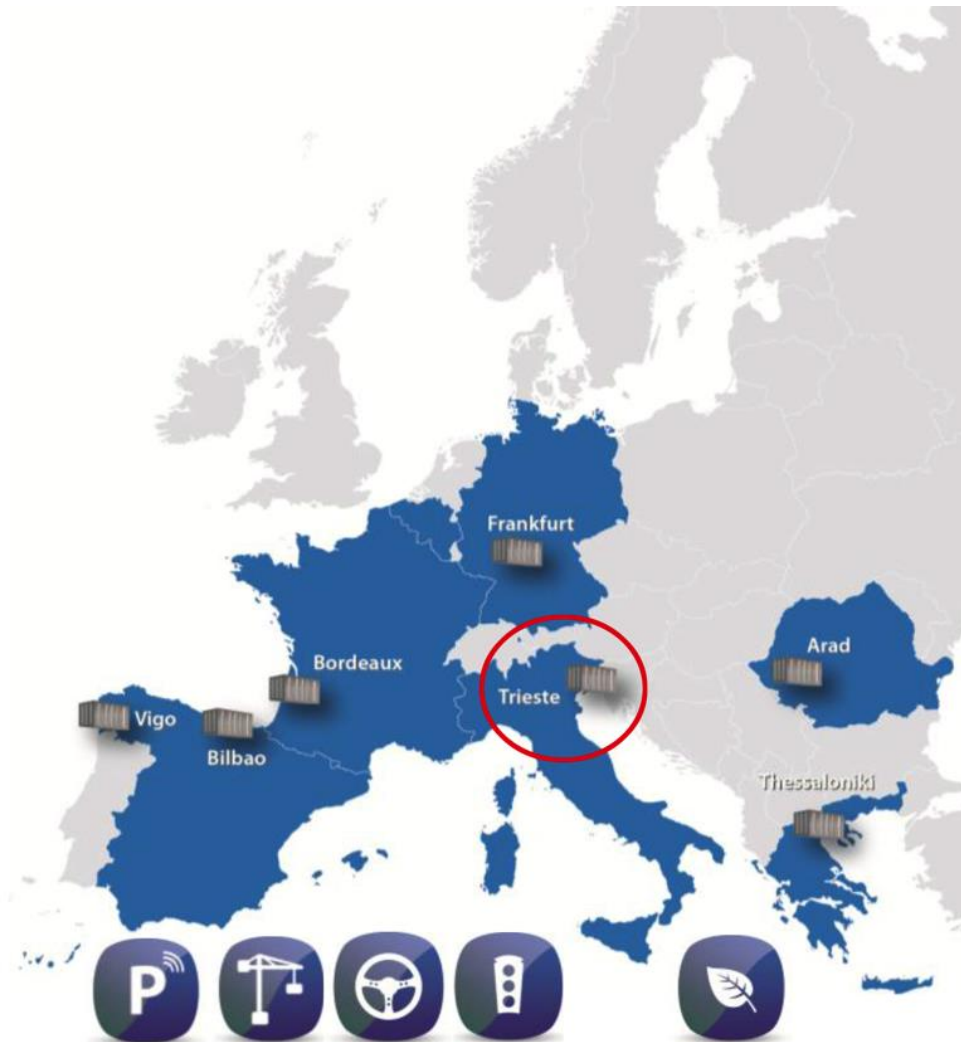 Frankfurt
Bordeaux
Arad
Trieste
Vigo
Bilbao
Thessaloniki
P